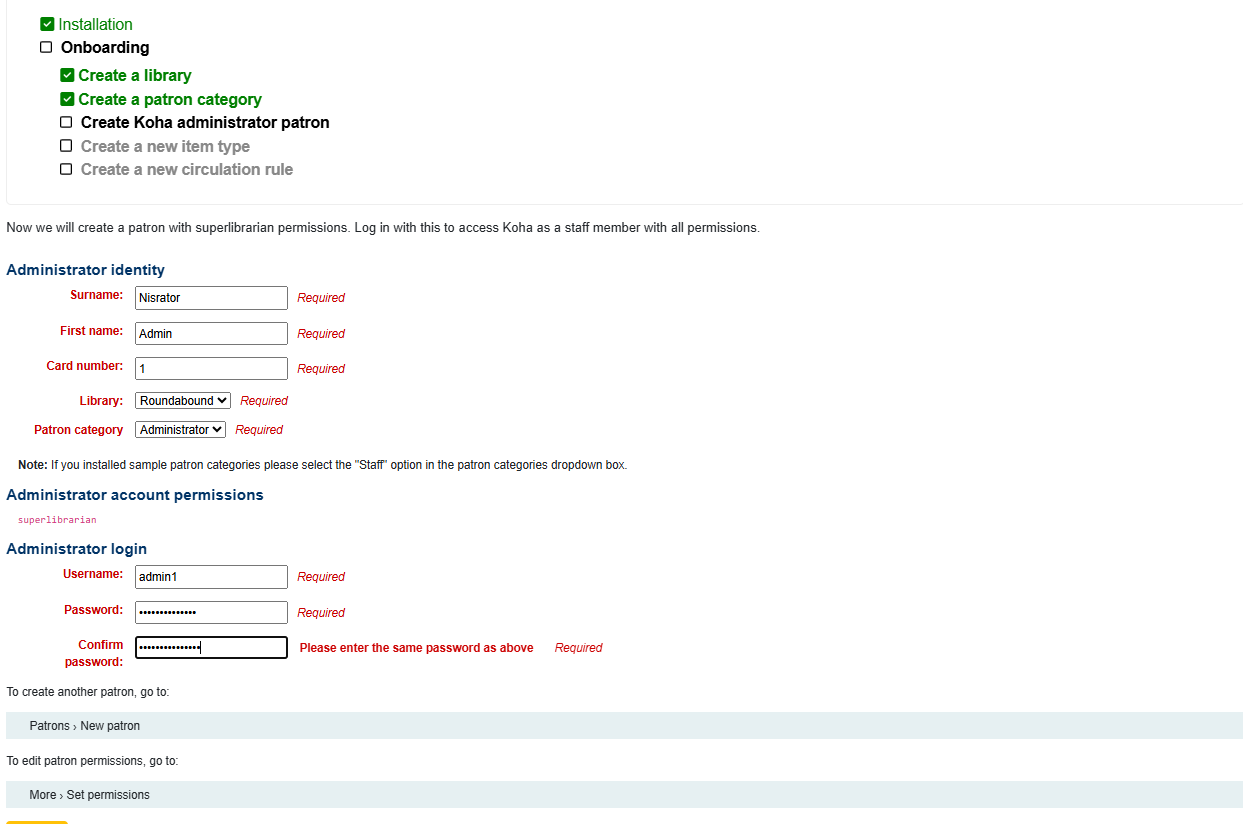 Installation
Onboarding
Create a library
Create a patron category
Create Koha administrator patron
Create a new item type
Create a new circulation rule
Now we will create a patron with superlibrarian permissions. Log in with this to access Koha as a staff member with all permissions.
Administrator identity
Surname: Nisrator Required
First name: Admin Required
Card number: 1 Required
Library: Roundabound Required
Patron category Administrator Required
Note: If you installed sample patron categories please select the "Staff" option in the patron categories dropdown box.
Administrator account permissions
superlibrarian
Administrator login
Username: admin1 Required
Password: •••••••••••••• Required
Confirm password: ••••••••••••••• Please enter the same password as above Required
To create another patron, go to:
Patrons › New patron
To edit patron permissions, go to:
More › Set permissions